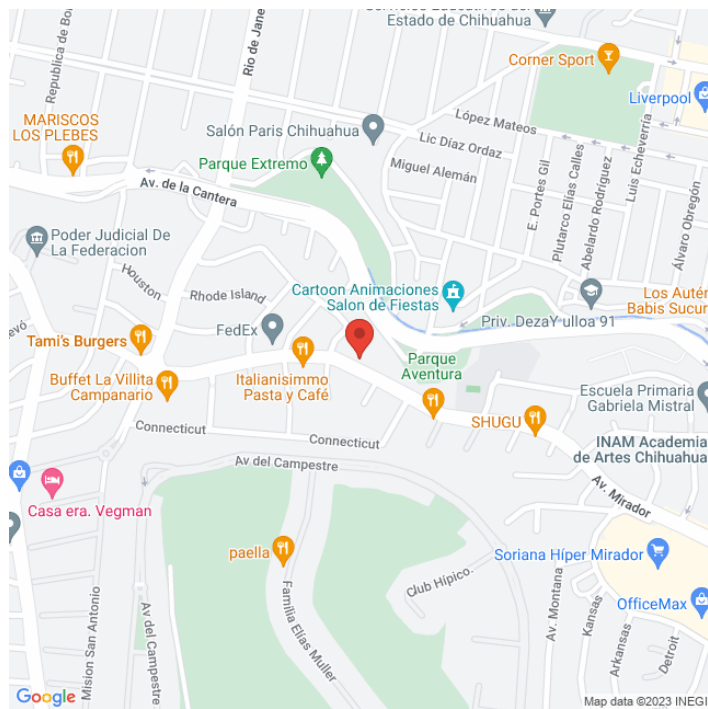 Estado de Chihuahua
Corner Sport
Liverpool
República de Bo
Rio de Jane
MARISCOS
LOS PLEBES
Salón Paris Chihuahua
López Mateos
Lic Díaz Ordaz
Miguel Alemán
Parque Extremo
Av. de la Cantera
E. Portes Gil
Plutarco Elías Calles
Abelardo Rodríguez
Luis Echeverría
Álvaro Obregón
Poder Judicial De
La Federacion
Houston
Rhode Island
Cartoon Animaciones
Salon de Fiestas
Los Autén
Babis Sucur
Priv. DezaY ulloa 91
FedEx
Tami's Burgers
Italianisimmo
Pasta y Café
Parque
Aventura
Buffet La Villita
Campanario
Escuela Primaria
Gabriela Mistral
SHUGU
Connecticut
Connecticut
INAM Academia
de Artes Chihuahua
Av del Campestre
Av. Mirador
Casa era. Vegman
paella
Soriana Híper Mirador
Club Hípico.
OfficeMax
Familia Elías Muller
Av. Montana
Kansas
Arkansas
Detroit
Mision San Antonio
Av del Campestre
Google
Map data ©2023 INEGI